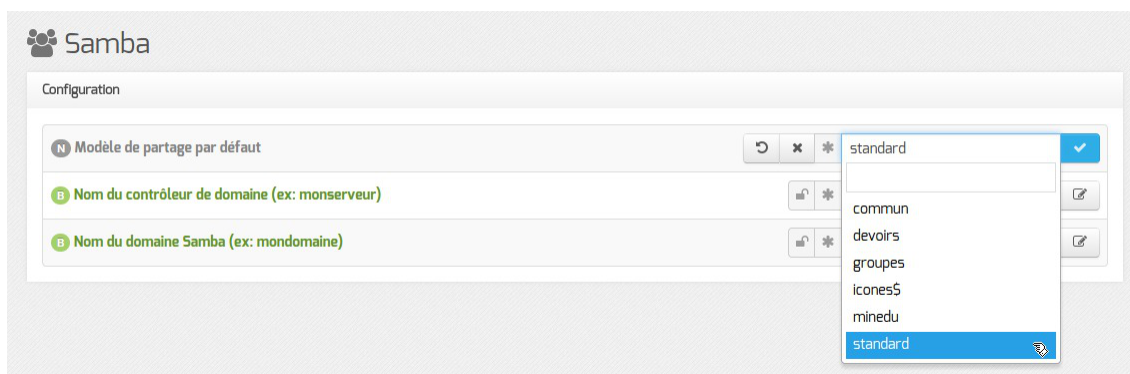 Samba
Configuration
N Modèle de partage par défaut
standard
B Nom du contrôleur de domaine (ex: monserveur)
B Nom du domaine Samba (ex: mondomaine)
commun
devoirs
groupes
icones$
minedu
standard